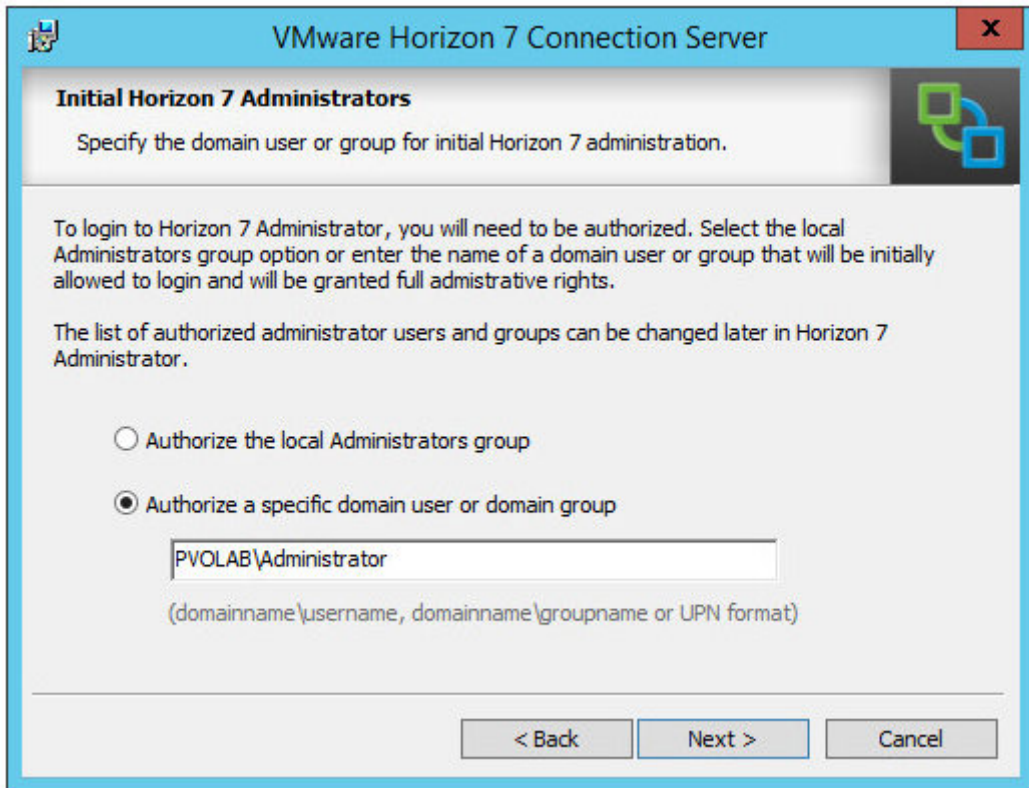 VMware Horizon 7 Connection Server
x
Initial Horizon 7 Administrators
Specify the domain user or group for initial Horizon 7 administration.
To login to Horizon 7 Administrator, you will need to be authorized. Select the local
Administrators group option or enter the name of a domain user or group that will be initially
allowed to login and will be granted full admistrative rights.
The list of authorized administrator users and groups can be changed later in Horizon 7
Administrator.
Authorize the local Administrators group
Authorize a specific domain user or domain group
PVOLAB\Administrator
(domainname\username, domainname\groupname or UPN format)
< Back
Next >
Cancel